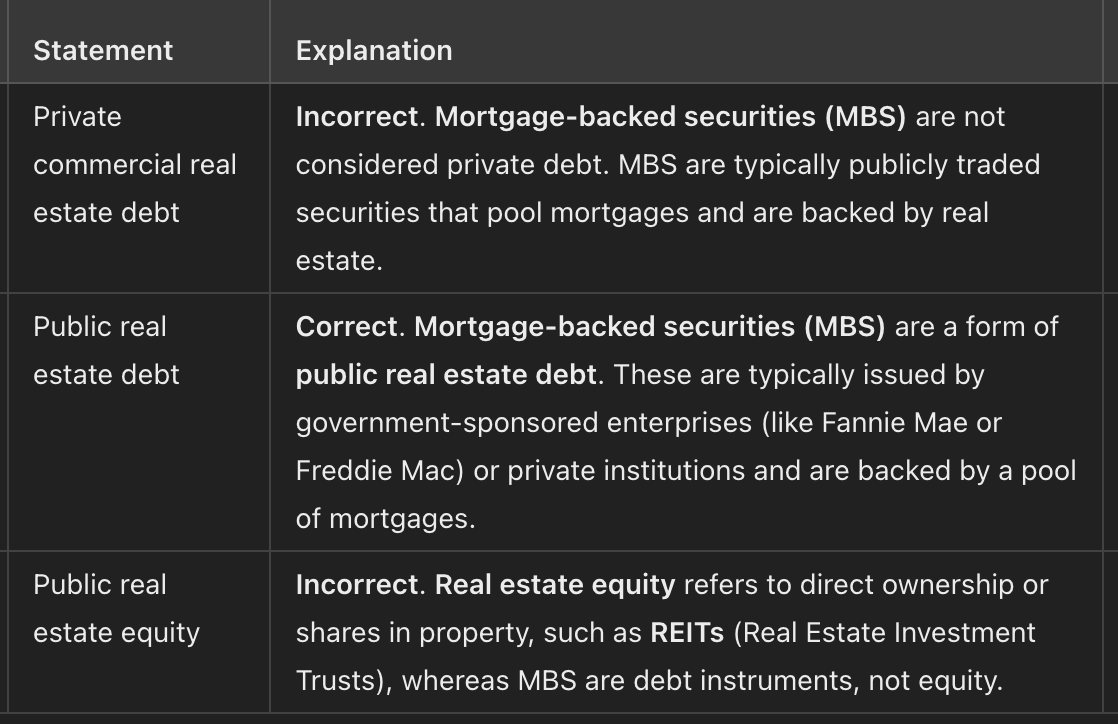 Statement
Explanation
Private
commercial real
estate debt
Incorrect. Mortgage-backed securities (MBS) are not
considered private debt. MBS are typically publicly traded
securities that pool mortgages and are backed by real
estate.
Public real
estate debt
Correct. Mortgage-backed securities (MBS) are a form of
public real estate debt. These are typically issued by
government-sponsored enterprises (like Fannie Mae or
Freddie Mac) or private institutions and are backed by a pool
of mortgages.
Public real
estate equity
Incorrect. Real estate equity refers to direct ownership or
shares in property, such as REITs (Real Estate Investment
Trusts), whereas MBS are debt instruments, not equity.